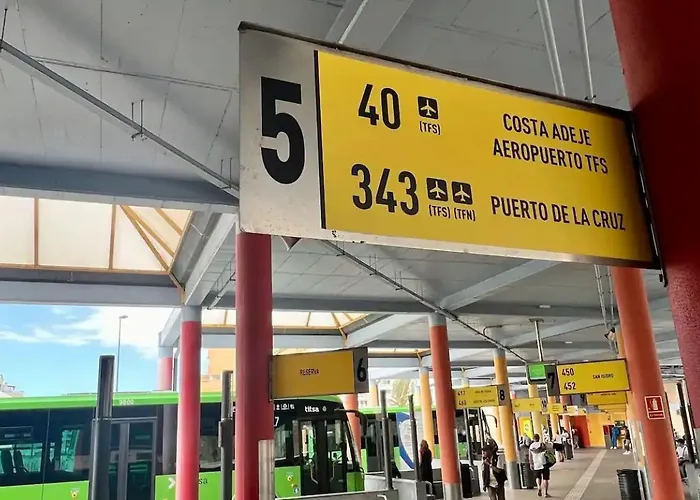 5
40 (TFS) COSTA ADEJE
AEROPUERTO TFS
343 (TFS) (TFN) PUERTO DE LA CRUZ
RESERVA 6
7
450
452 SAN ISIDRO
8
titsa